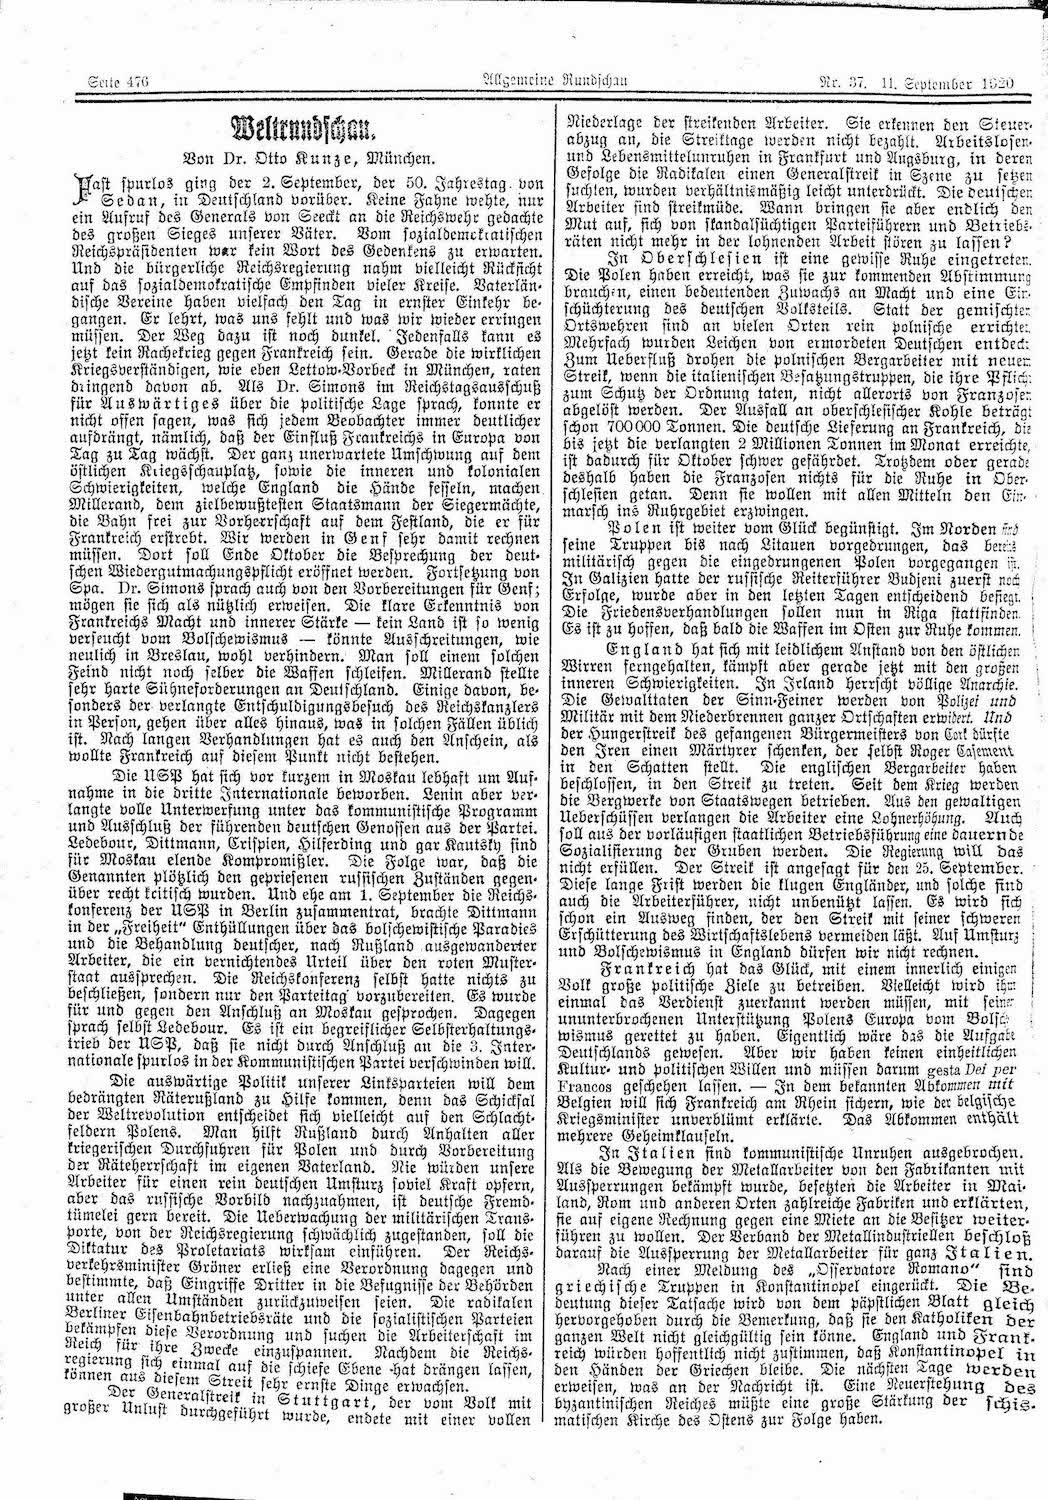 Seite 476
Allgemeine Rundschau
Nr. 37. 11. September 1920
Weltrundschau.
Von Dr. Otto Kunze, München.
Fast spurlos ging der 2. September, der 50. Jahrestag von
Sedan, in Deutschland vorüber. Keine Fahne wehte, nur
ein Aufruf des Generals von Seeckt an die Reichswehr gedachte
des großen Sieges unserer Väter. Vom sozialdemokratischen
Reichspräsidenten war kein Wort des Gedenkens zu erwarten.
Und die bürgerliche Reichsregierung nahm vielleicht Rücksicht
auf das sozialdemokratische Empfinden vieler Kreise. Vaterlän-
dische Vereine haben vielfach den Tag in ernster Einkehr be-
gangen. Er lehrt, was uns fehlt und was wir wieder erringen
müssen. Der Weg dazu ist noch dunkel. Jedenfalls kann es
jetzt kein Rachekrieg gegen Frankreich sein. Gerade die wirklichen
Kriegsverständigen, wie eben Lettow-Vorbeck in München, raten
dringend davon ab. Als Dr. Simons im Reichstagsausschuß
für Auswärtiges über die politische Lage sprach, konnte er
nicht offen sagen, was sich jedem Beobachter immer deutlicher
aufdrängt, nämlich, daß der Einfluß Frankreichs in Europa von
Tag zu Tag wächst. Der ganz unerwartete Umschwung auf dem
östlichen Kriegsschauplatz, sowie die inneren und kolonialen
Schwierigkeiten, welche England die Hände fesseln, machen
Millerand, dem zielbewußtesten Staatsmann der Siegermächte,
die Bahn frei zur Vorherrschaft auf dem Festland, die er für
Frankreich erstrebt. Wir werden in Genf sehr damit rechnen
müssen. Dort soll Ende Oktober die Besprechung der deut-
schen Wiedergutmachungspflicht eröffnet werden. Fortsetzung von
Spa. Dr. Simons sprach auch von den Vorbereitungen für Genf;
mögen sie sich als nützlich erweisen. Die klare Erkenntnis von
Frankreichs Macht und innerer Stärke — kein Land ist so wenig
verseucht vom Bolschewismus — könnte Ausschreitungen, wie
neulich in Breslau, wohl verhindern. Man soll einem solchen
Feind nicht noch selber die Waffen schleifen. Millerand stellte
sehr harte Sühneforderungen an Deutschland. Einige davon, be-
sonders der verlangte Entschuldigungsbesuch des Reichskanzlers
in Person, gehen über alles hinaus, was in solchen Fällen üblich
ist. Nach langen Verhandlungen hat es auch den Anschein, als
wollte Frankreich auf diesem Punkt nicht bestehen.
Die USP hat sich vor kurzem in Moskau lebhaft um Auf-
nahme in die dritte Internationale beworben. Lenin aber ver-
langte volle Unterwerfung unter das kommunistische Programm
und Ausschluß der führenden deutschen Genossen aus der Partei.
Ledebour, Dittmann, Crispien, Hilferding und gar Kautsky sind
für Moskau elende Kompromißler. Die Folge war, daß die
Genannten plötzlich den gepriesenen russischen Zuständen gegen-
über recht kritisch wurden. Und ehe am 1. September die Reichs-
konferenz der USP in Berlin zusammentrat, brachte Dittmann
in der „Freiheit“ Enthüllungen über das bolschewistische Paradies
und die Behandlung deutscher, nach Rußland ausgewanderter
Arbeiter, die ein vernichtendes Urteil über den roten Muster-
staat aussprechen. Die Reichskonferenz selbst hatte nichts zu
beschließen, sondern nur den Parteitag vorzubereiten. Es wurde
für und gegen den Anschluß an Moskau gesprochen. Dagegen
sprach selbst Ledebour. Es ist ein begreiflicher Selbsterhaltungs-
trieb der USP, daß sie nicht durch Anschluß an die 3. Inter-
nationale spurlos in der Kommunistischen Partei verschwinden will.
Die auswärtige Politik unserer Linksparteien will dem
bedrängten Räterußland zu Hilfe kommen, denn das Schicksal
der Weltrevolution entscheidet sich vielleicht auf den Schlacht-
feldern Polens. Man hilft Rußland durch Anhalten aller
kriegerischen Durchfuhren für Polen und durch Vorbereitung
der Räteherrschaft im eigenen Vaterland. Nie würden unsere
Arbeiter für einen rein deutschen Umsturz soviel Kraft opfern,
aber das russische Vorbild nachzuahmen, ist deutsche Fremd-
tümelei gern bereit. Die Ueberwachung der militärischen Trans-
porte, von der Reichsregierung schwächlich zugestanden, soll die
Diktatur des Proletariats wirksam einführen. Der Reichs-
verkehrsminister Gröner erließ eine Verordnung dagegen und
bestimmte, daß Eingriffe Dritter in die Befugnisse der Behörden
unter allen Umständen zurückzuweisen seien. Die radikalen
Berliner Eisenbahnbetriebsräte und die sozialistischen Parteien
bekämpfen diese Verordnung und suchen die Arbeiterschaft im
Reich für ihre Zwecke einzuspannen. Nachdem die Reichs-
regierung sich einmal auf die schiefe Ebene hat drängen lassen,
können aus diesem Streit sehr ernste Dinge erwachsen.
Der Generalstreik in Stuttgart, der vom Volk mit
großer Unlust durchgeführt wurde, endete mit einer vollen
Niederlage der streikenden Arbeiter. Sie erkennen den Steuer-
abzug an, die Streiklage werden nicht bezahlt. Arbeitslosen-
und Lebensmittelunruhen in Frankfurt und Augsburg, in deren
Gefolge die Radikalen einen Generalstreik in Szene zu setzen
suchten, wurden verhältnismäßig leicht unterdrückt. Die deutschen
Arbeiter sind streikmüde. Wann bringen sie aber endlich den
Mut auf, sich von skandalsüchtigen Parteiführern und Betriebs-
räten nicht mehr in der lohnenden Arbeit stören zu lassen?
In Oberschlesien ist eine gewisse Ruhe eingetreten.
Die Polen haben erreicht, was sie zur kommenden Abstimmung
brauchen, einen bedeutenden Zuwachs an Macht und eine Ein-
schüchterung des deutschen Volksteils. Statt der gemischten
Ortswehren sind an vielen Orten rein polnische errichtet.
Mehrfach wurden Leichen von ermordeten Deutschen entdeckt.
Zum Ueberfluß drohen die polnischen Bergarbeiter mit neuem
Streik, wenn die italienischen Besatzungstruppen, die ihre Pflicht
zum Schutz der Ordnung taten, nicht allerorts von Franzosen
abgelöst werden. Der Ausfall an oberschlesischer Kohle beträgt
schon 700 000 Tonnen. Die deutsche Lieferung an Frankreich, die
bis jetzt die verlangten 2 Millionen Tonnen im Monat erreichte,
ist dadurch für Oktober schwer gefährdet. Trotzdem oder gerade
deshalb haben die Franzosen nichts für die Ruhe in Ober-
schlesien getan. Denn sie wollen mit allen Mitteln den Ein-
marsch ins Ruhrgebiet erzwingen.
Polen ist weiter vom Glück begünstigt. Im Norden sind
seine Truppen bis nach Litauen vorgedrungen, das bereits
militärisch gegen die eingedrungenen Polen vorgegangen ist.
In Galizien hatte der russische Reiterführer Budjeni zuerst noch
Erfolge, wurde aber in den letzten Tagen entscheidend besiegt.
Die Friedensverhandlungen sollen nun in Riga stattfinden.
Es ist zu hoffen, daß bald die Waffen im Osten zur Ruhe kommen.
England hat sich mit leidlichem Anstand von den östlichen
Wirren ferngehalten, kämpft aber gerade jetzt mit den großen
inneren Schwierigkeiten. In Irland herrscht völlige Anarchie.
Die Gewalttaten der Sinn-Feiner werden von Polizei und
Militär mit dem Niederbrennen ganzer Ortschaften erwidert. Und
der Hungerstreik des gefangenen Bürgermeisters von Cork dürfte
den Iren einen Märtyrer schenken, der selbst Roger Casement
in den Schatten stellt. Die englischen Bergarbeiter haben
beschlossen, in den Streik zu treten. Seit dem Krieg werden
die Bergwerke von Staatswegen betrieben. Aus den gewaltigen
Ueberschüssen verlangen die Arbeiter eine Lohnerhöhung. Auch
soll aus der vorläufigen staatlichen Betriebsführung eine dauernde
Sozialisierung der Gruben werden. Die Regierung will das
nicht erfüllen. Der Streik ist angesagt für den 25. September.
Diese lange Frist werden die klugen Engländer, und solche sind
auch die Arbeiterführer, nicht unbenützt lassen. Es wird sich
schon ein Ausweg finden, der den Streik mit seiner schweren
Erschütterung des Wirtschaftslebens vermeiden läßt. Auf Umsturz
und Bolschewismus in England dürfen wir nicht rechnen.
Frankreich hat das Glück, mit einem innerlich einigen
Volk große politische Ziele zu betreiben. Vielleicht wird ihm
einmal das Verdienst zuerkannt werden müssen, mit seiner
ununterbrochenen Unterstützung Polens Europa vom Bolsche-
wismus gerettet zu haben. Eigentlich wäre das die Aufgabe
Deutschlands gewesen. Aber wir haben keinen einheitlichen
Kultur- und politischen Willen und müssen darum gesta Dei per
Francos geschehen lassen. — In dem bekannten Abkommen mit
Belgien will sich Frankreich am Rhein sichern, wie der belgische
Kriegsminister unverblümt erklärte. Das Abkommen enthält
mehrere Geheimklauseln.
In Italien sind kommunistische Unruhen ausgebrochen.
Als die Bewegung der Metallarbeiter von den Fabrikanten mit
Aussperrungen bekämpft wurde, besetzten die Arbeiter in Mai-
land, Rom und anderen Orten zahlreiche Fabriken und erklärten,
sie auf eigene Rechnung gegen eine Miete an die Besitzer weiter-
führen zu wollen. Der Verband der Metallindustriellen beschloß
darauf die Aussperrung der Metallarbeiter für ganz Italien.
Nach einer Meldung des „Osservatore Romano“ sind
griechische Truppen in Konstantinopel eingerückt. Die Be-
deutung dieser Tatsache wird von dem päpstlichen Blatt gleich
hervorgehoben durch die Bemerkung, daß sie den Katholiken der
ganzen Welt nicht gleichgültig sein könne. England und Frank-
reich würden hoffentlich nicht zustimmen, daß Konstantinopel in
den Händen der Griechen bleibe. Die nächsten Tage werden
erweisen, was an der Nachricht ist. Eine Neuerstehung des
byzantinischen Reiches müßte eine große Stärkung der schis-
matischen Kirche des Ostens zur Folge haben.